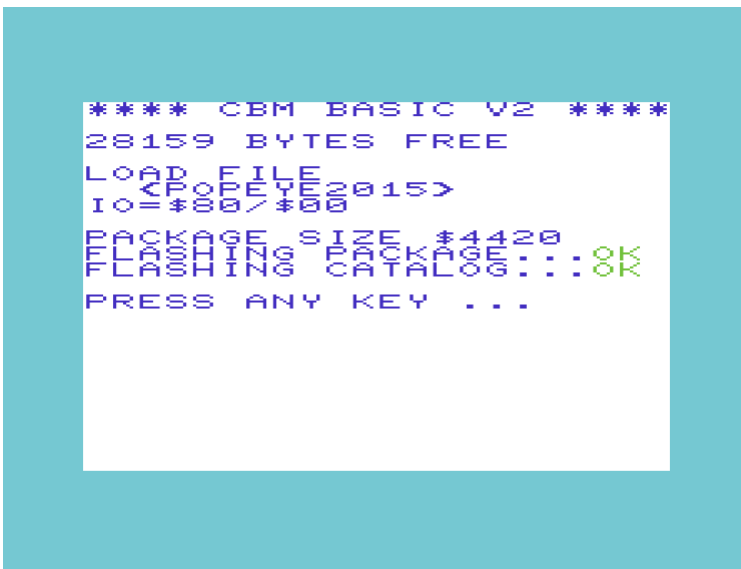 **** CBM BASIC V2 ****
28159 BYTES FREE
LOAD FILE
<POPEYE2015>
IO=$80/$00
PACKAGE SIZE $4420
FLASHING PACKAGE...OK
FLASHING CATALOG...OK
PRESS ANY KEY ...